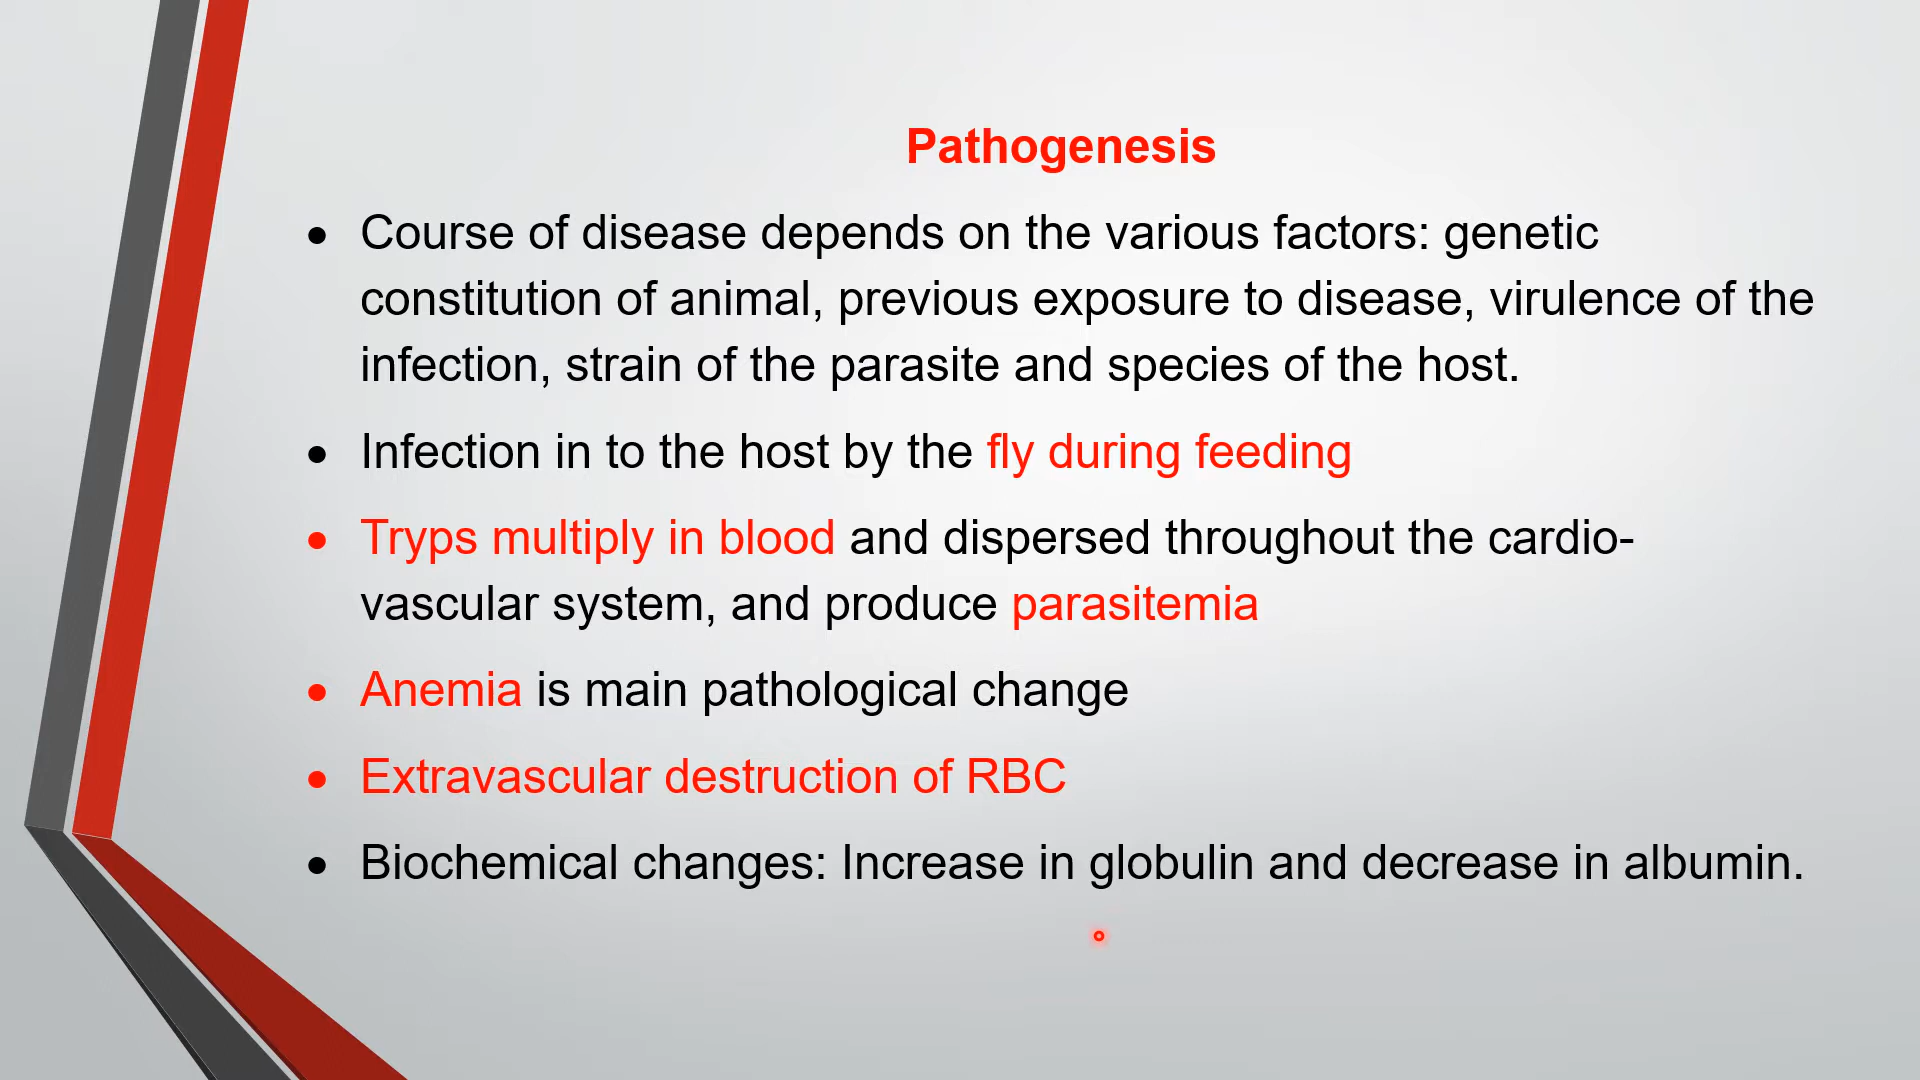 Pathogenesis
● Course of disease depends on the various factors: genetic
constitution of animal, previous exposure to disease, virulence of the
infection, strain of the parasite and species of the host.
● Infection in to the host by the fly during feeding
● Tryps multiply in blood and dispersed throughout the cardio-
vascular system, and produce parasitemia
● Anemia is main pathological change
● Extravascular destruction of RBC
● Biochemical changes: Increase in globulin and decrease in albumin.